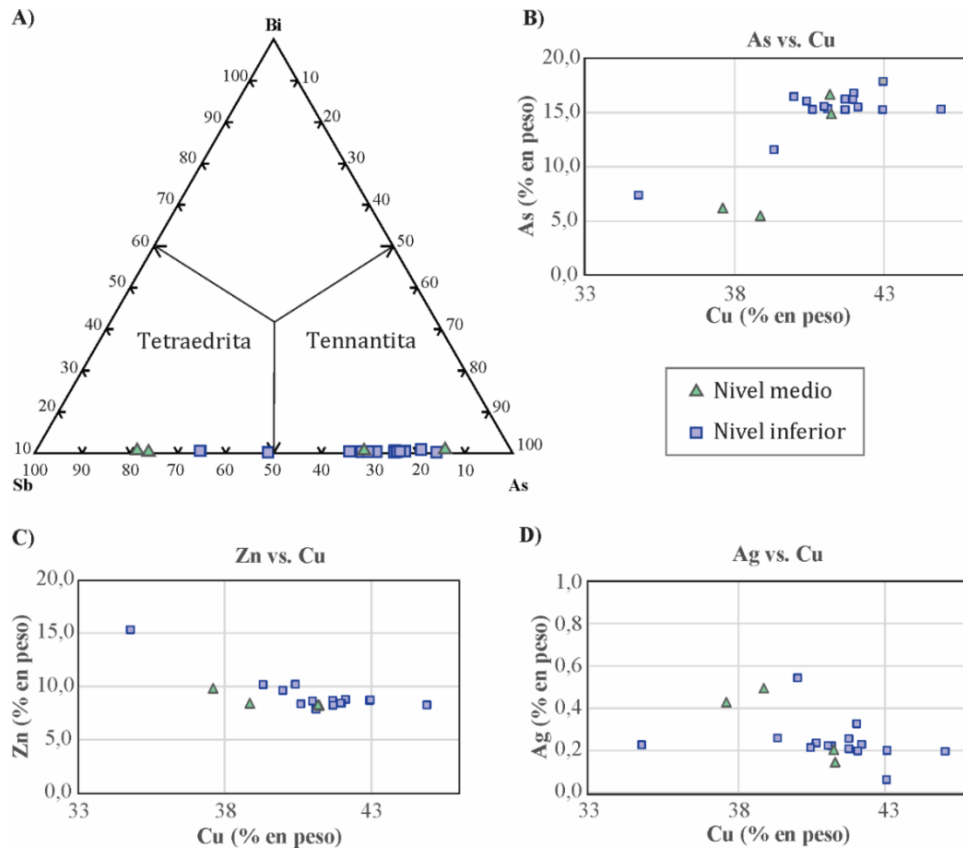 A)
Bi
100
10
90
20
80
30
70
40
60
50
50
60
40
70
30
80
20
90
10
100
Tetraedrita
Tennantita
100 90 80 70 60 50 40 30 20 10
Sb
As
B)
As vs. Cu
As (% en peso)
20,0
15,0
10,0
5,0
0,0
33 38 43
Cu (% en peso)
Nivel medio
Nivel inferior
C)
Zn vs. Cu
Zn (% en peso)
20,0
15,0
10,0
5,0
0,0
33 38 43
Cu (% en peso)
D)
Ag vs. Cu
Ag (% en peso)
1,0
0,8
0,6
0,4
0,2
0,0
33 38 43
Cu (% en peso)